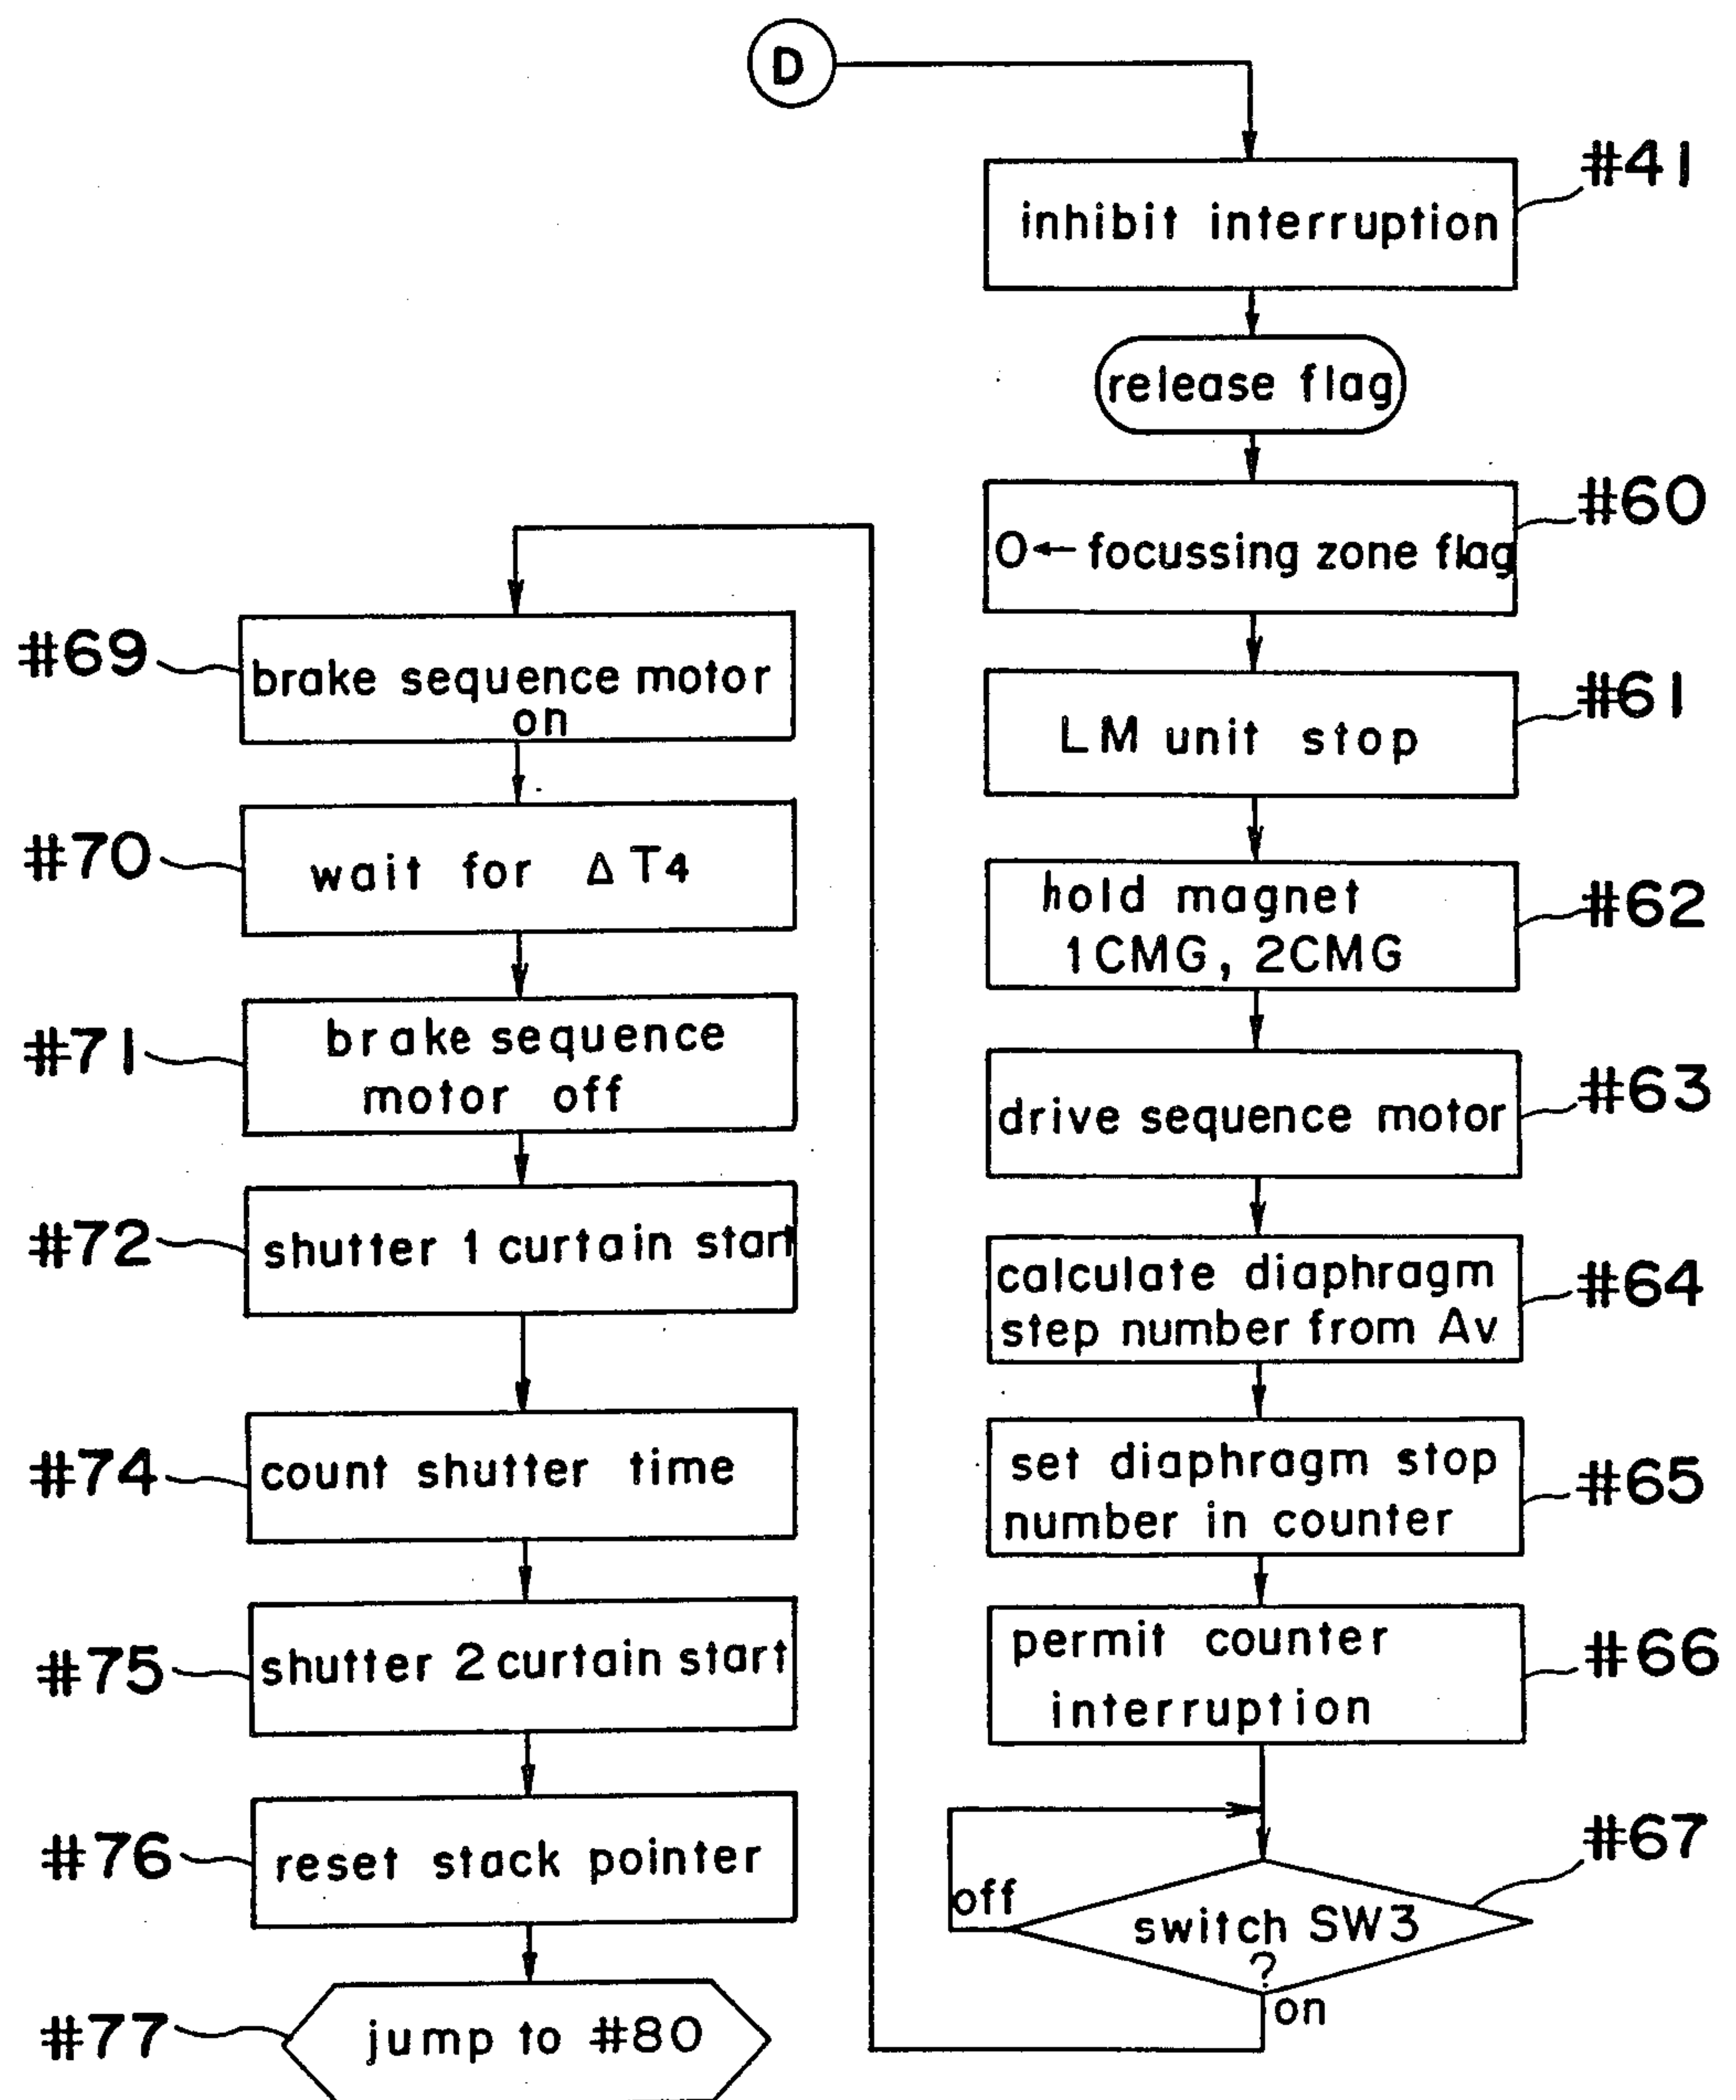 D
#41
inhibit interruption
release flag
#60
0← focussing zone flag
#61
LM unit stop
#62
hold magnet
1CMG, 2CMG
#63
drive sequence motor
#64
calculate diaphragm
step number from Av
#65
set diaphragm stop
number in counter
#66
permit counter
interruption
#67
off
switch SW3
?
on
#69
brake sequence motor
on
#70
wait for ΔT4
#71
brake sequence
motor off
#72
shutter 1 curtain start
#74
count shutter time
#75
shutter 2 curtain start
#76
reset stack pointer
#77
jump to #80